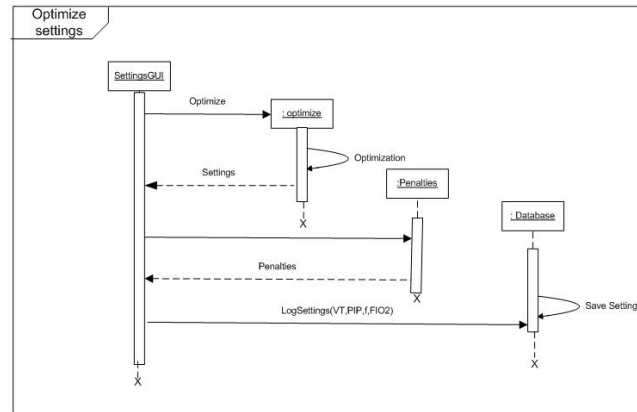 Optimize
settings
SettingsGUI
Optimize
: optimize
Optimization
Settings
:Penalties
X
: Database
Penalties
X
Save Setting
LogSettings(VT,PIP,f,FIO2)
X
X